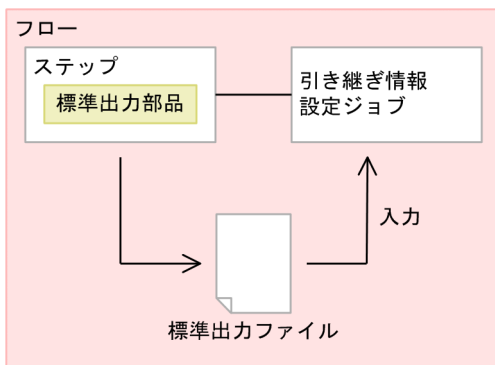 フロー
ステップ
標準出力部品
引き継ぎ情報
設定ジョブ
入力
標準出力ファイル